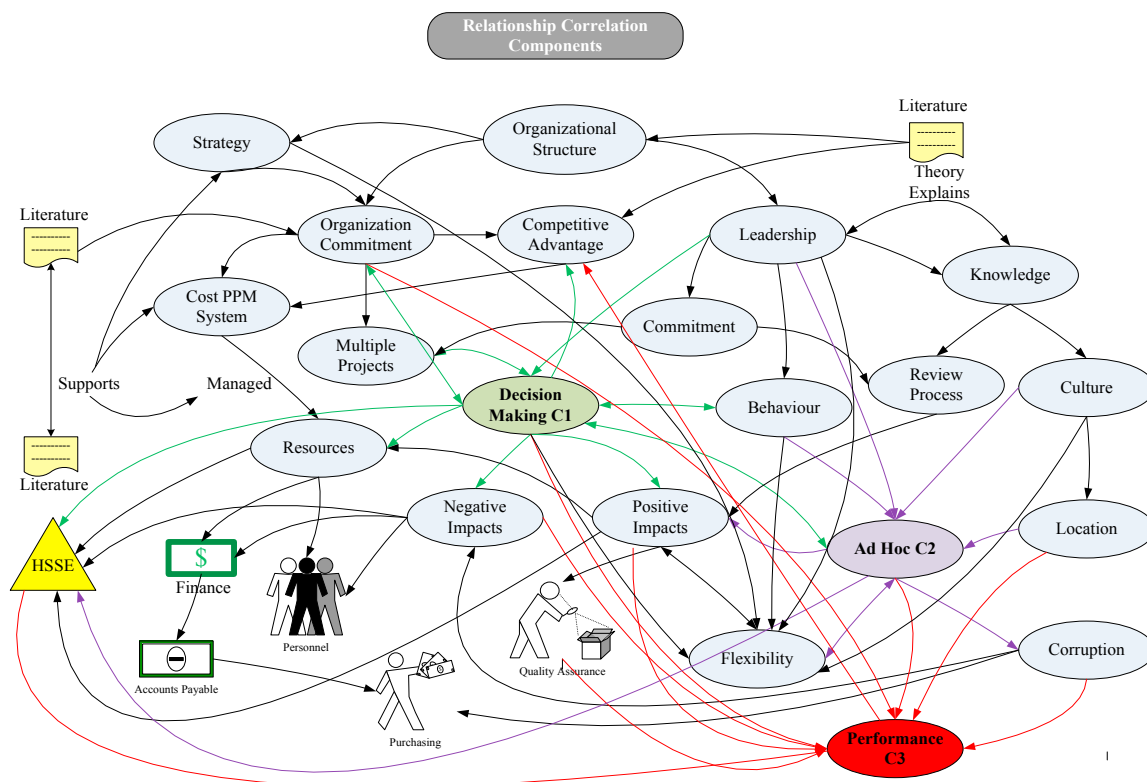 Relationship Correlation
Components
Literature
Theory
Explains
Strategy
Organizational
Structure
Literature
Organization
Commitment
Competitive
Advantage
Leadership
Knowledge
Cost PPM
System
Commitment
Multiple
Projects
Supports
Managed
Decision
Making C1
Behaviour
Review
Process
Culture
Resources
Literature
Negative
Impacts
Positive
Impacts
Ad Hoc C2
Location
HSSE
$
Finance
Personnel
Quality Assurance
Flexibility
Corruption
Accounts Payable
Purchasing
Performance
C3